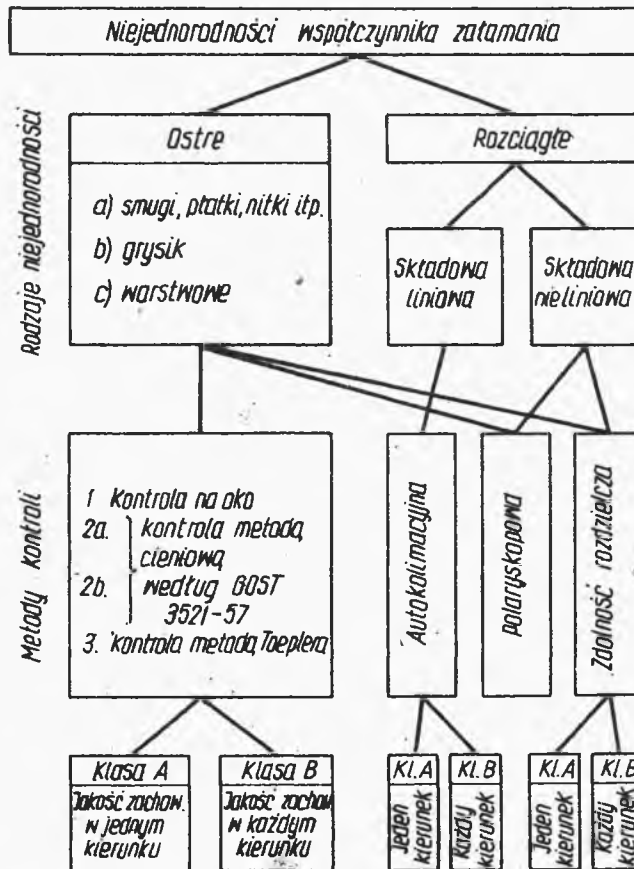 Niejednorodności współczynnika załamania
Rodzaje niejednorodności
Ostre
a) smugi, płatki, nitki itp.
b) grysik
c) warstwowe
Rozciągłe
Składowa
liniowa
Składowa
nieliniowa
Metody kontroli
1 Kontrola na oko
2a. kontrola metodą
cieniową
2b. według GOST
3521-57
3. kontrola metodą Toeplera
Autokolimacyjna
polaryskopowa
Zdolność rozdzielcza
Klasa A
Jakość zachow.
w jednym
kierunku
Klasa B
Jakość zachow
w każdym
kierunku
Kl. A
Jeden
kierunek
Kl. B
Każdy
kierunek
Kl. A
Jeden
kierunek
Kl. B
Każdy
kierunek